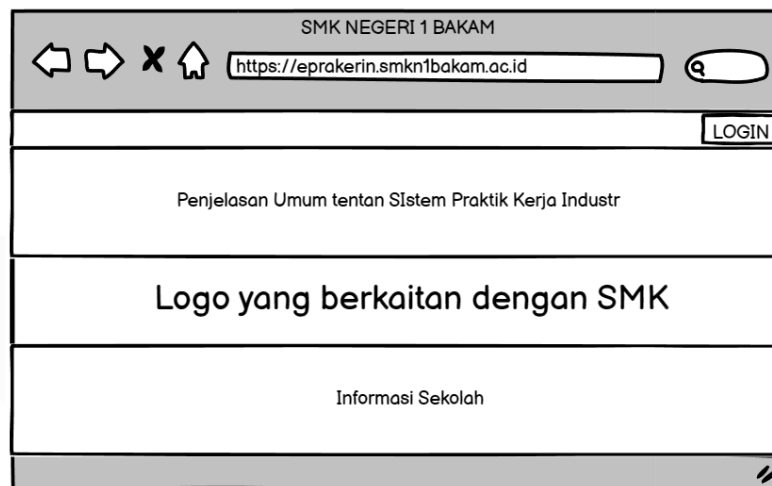 SMK NEGERI 1 BAKAM
https://eprakerin.smkn1bakam.ac.id
LOGIN
Penjelasan Umum tentan SIstem Praktik Kerja Industr
Logo yang berkaitan dengan SMK
Informasi Sekolah